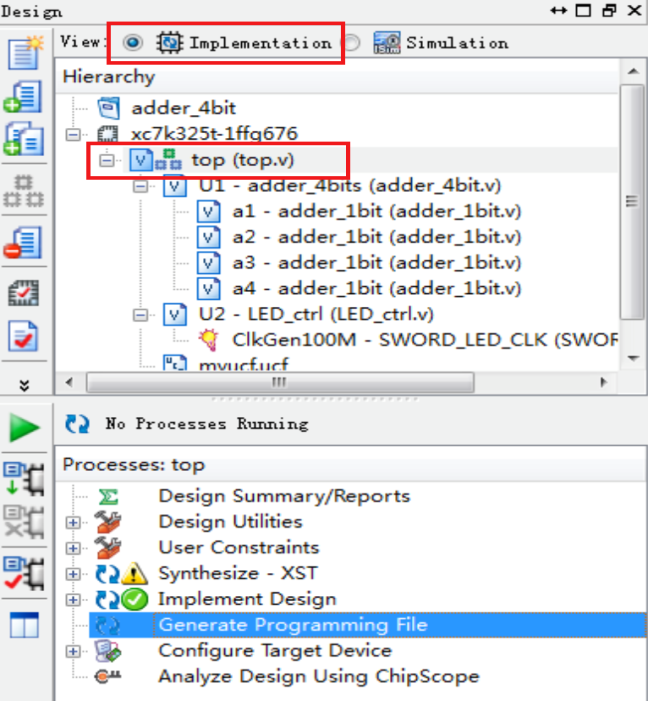 Design
View: Implementation Simulation
Hierarchy
adder_4bit
xc7k325t-1ffg676
top (top.v)
U1 - adder_4bits (adder_4bit.v)
a1 - adder_1bit (adder_1bit.v)
a2 - adder_1bit (adder_1bit.v)
a3 - adder_1bit (adder_1bit.v)
a4 - adder_1bit (adder_1bit.v)
U2 - LED_ctrl (LED_ctrl.v)
ClkGen100M - SWORD_LED_CLK (SWOR
myucf.ucf
No Processes Running
Processes: top
Design Summary/Reports
Design Utilities
User Constraints
Synthesize - XST
Implement Design
Generate Programming File
Configure Target Device
Analyze Design Using ChipScope